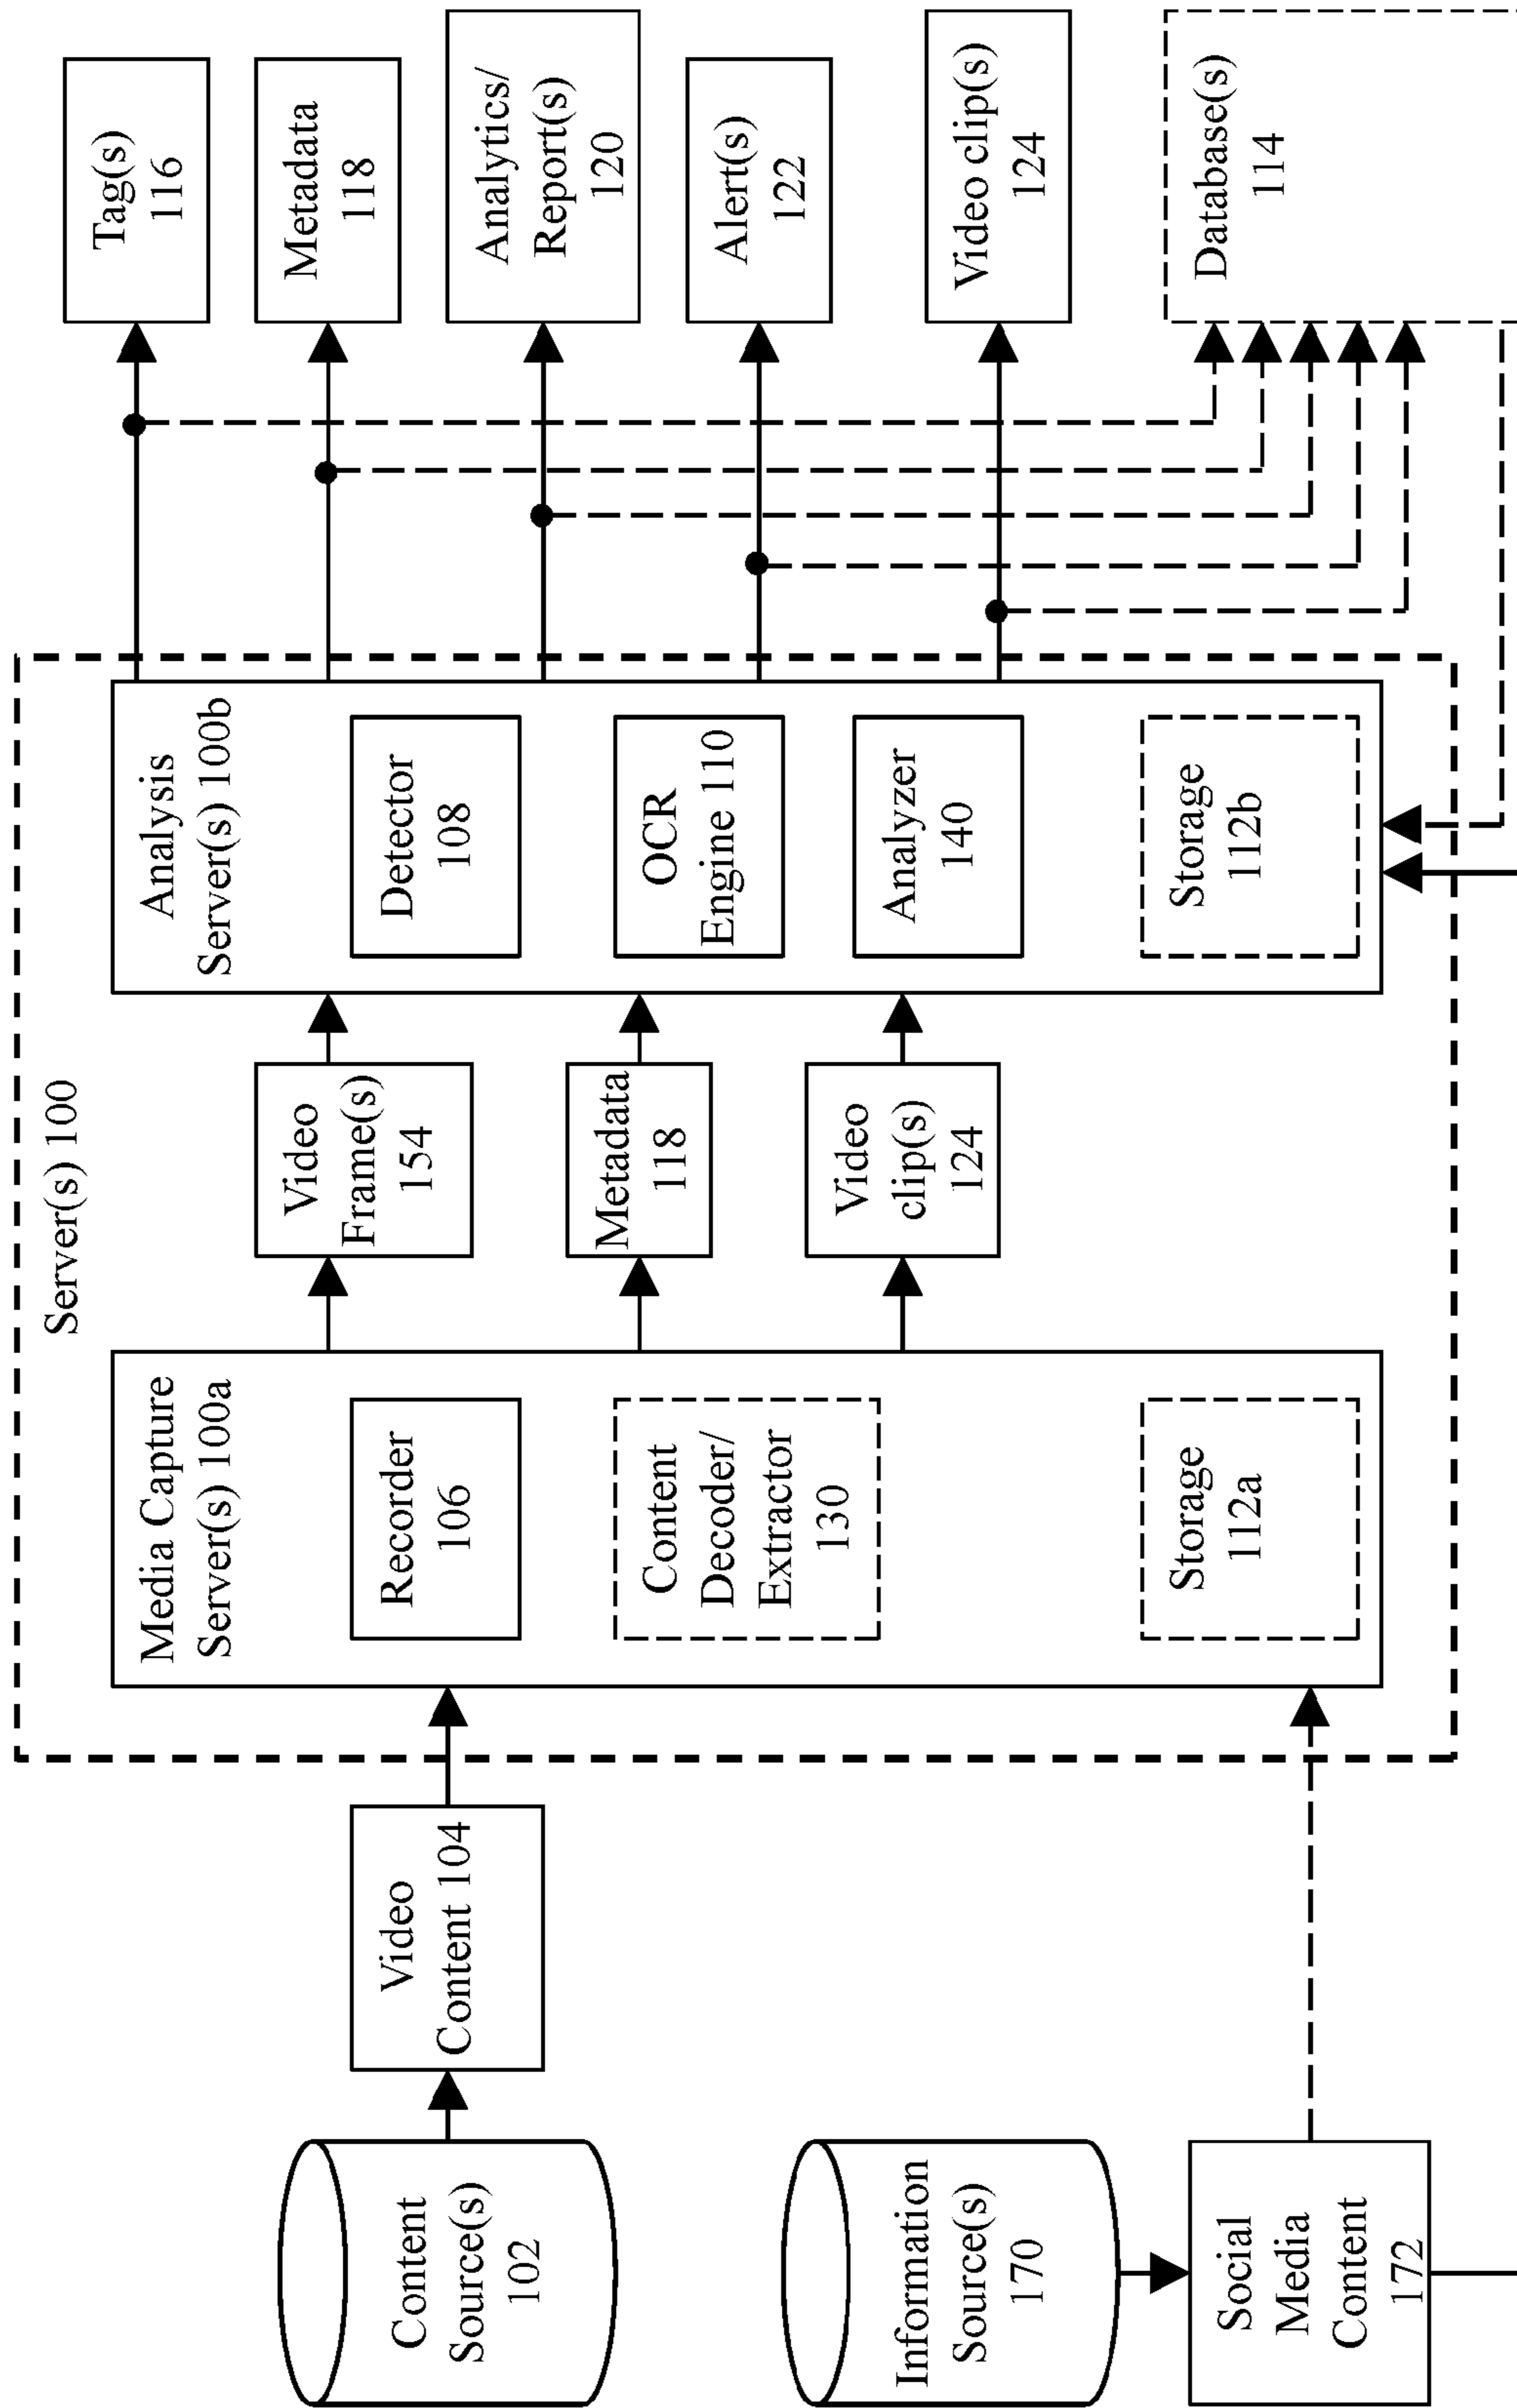 Server(s) 100
Content
Source(s)
102
Video
Content 104
Information
Source(s)
170
Social
Media
Content
172
Media Capture
Server(s) 100a
Recorder
106
Content
Decoder/
Extractor
130
Storage
112a
Video
Frame(s)
154
Metadata
118
Video
clip(s)
124
Analysis
Server(s) 100b
Detector
108
OCR
Engine 110
Analyzer
140
Storage
112b
Tag(s)
116
Metadata
118
Analytics/
Report(s)
120
Alert(s)
122
Video clip(s)
124
Database(s)
114